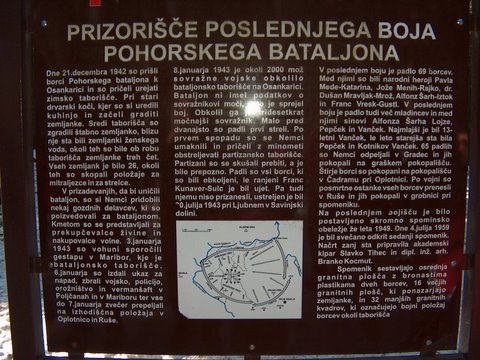 PRIZORIŠČE POSLEDNJEGA BOJA
POHORSKEGA BATALJONA
Dne 21.decembra 1942 so prišli
borci Pohorskega bataljona k
Osankarici in so pričeli urejati
zimsko taborišče. Pri stari
drvarski koči, kjer so si uredili
kuhinjo in začeli graditi
zemljanke. Sredi taborišča so
zgradili štabno zemljanko, blizu
nje sta bili zemljanki ženskega
voda, okoli teh so bile ob robu
taborišča zemljanke treh čet.
Vseh zemljank je bilo 26, okoli
teh so skopali položaje za
mitraljezce in za strelce.
V prizadevanjih, da bi uničili
bataljon, so si Nemci pridobili
nekaj gozdnih delavcev, ki so
poizvedovali za bataljonom.
Kmetom so se predstavljali za
prekupčevalce živine in
nakupovalce volne. 3.januarja
1943 so vohuni sporočili
gestapu v Maribor, kje je
bataljonsko taborišče.
6.januarja so izdali ukaz za
napad, zbrali vojsko, policijo,
orožništvo in vermanšaft v
Poljčanah in v Mariboru ter vse
do 7.januarja zvečer prepeljali
na izhodiščna položaja v
Oplotnico in Ruše.
8.januarja 1943 je okoli 2000 mož
sovražne vojske obkolilo
bataljonsko taborišče na Osankarici.
Bataljon ni imel podatkov o
sovražnikovi moči, zato je sprejel
boj. Obkolil ga je tridesetkrat
močnejši sovražnik. Malo pred
dvanajsto so padli prvi streli. Po
prvem spopadu so se Nemci
umaknili in pričeli z minometi
obstreljevati partizansko taborišče.
Partizani so se skušali prebiti, a je
bilo prepozno. Padli so vsi borci, ki
so bili obkoljeni, le ranjeni Franc
Kunaver-Sulc je bil ujet. Pa tudi
njemu niso prizanesli, ustreljen je bil
0.julija 1943 pri Ljubnem v Savinjski
dolini.
V poslednjem boju je padlo 69 borcev.
Med njimi so bili narodni heroji Pavla
Mede-Katarina, Jože Menih-Rajko, dr.
Dušan Mravljak-Mrož, Alfonz Šarh-Iztok
in Franc Vresk-Gustl. V poslednjem
boju je padlo tudi več mladincev in med
njimi sinovi Alfonza Šarha Lojze,
Pepček in Vanček. Najmlajši je bil 13-
letni Vanček, le leto starejša sta bila
Pepček in Kotnikov Vanček. 65 padlih
so Nemci odpeljali v Gradec in jih
pokopali na graškem pokopališču.
Štirje borci so pokopani na pokopališču
v Čadramu pri Oplotnici. Po vojni so
posmrtne ostanke vseh borcev prenesli
v Ruše in jih pokopali v grobnici pri
spomeniku.
Na poslednjem bojišču je bilo
postavljeno skromno spominsko
obeležje že leta 1949. Dne 4.julija 1959
je bil svečano odkrit sedanji spomenik.
Načrt zanj sta pripravila akademski
kipar Slavko Tihec in dipl. inž. arh.
Branko Kocmut.
Spomenik sestavljajo osrednja
granitna plošča z bronastima
plastikama dveh borcev, 16 večjih
granitnih plošč, ki ponazarjajo
zemljanke, in 32 manjših granitnih
kvadrov, ki označujejo bojni položaj
borcev okoli taborišča